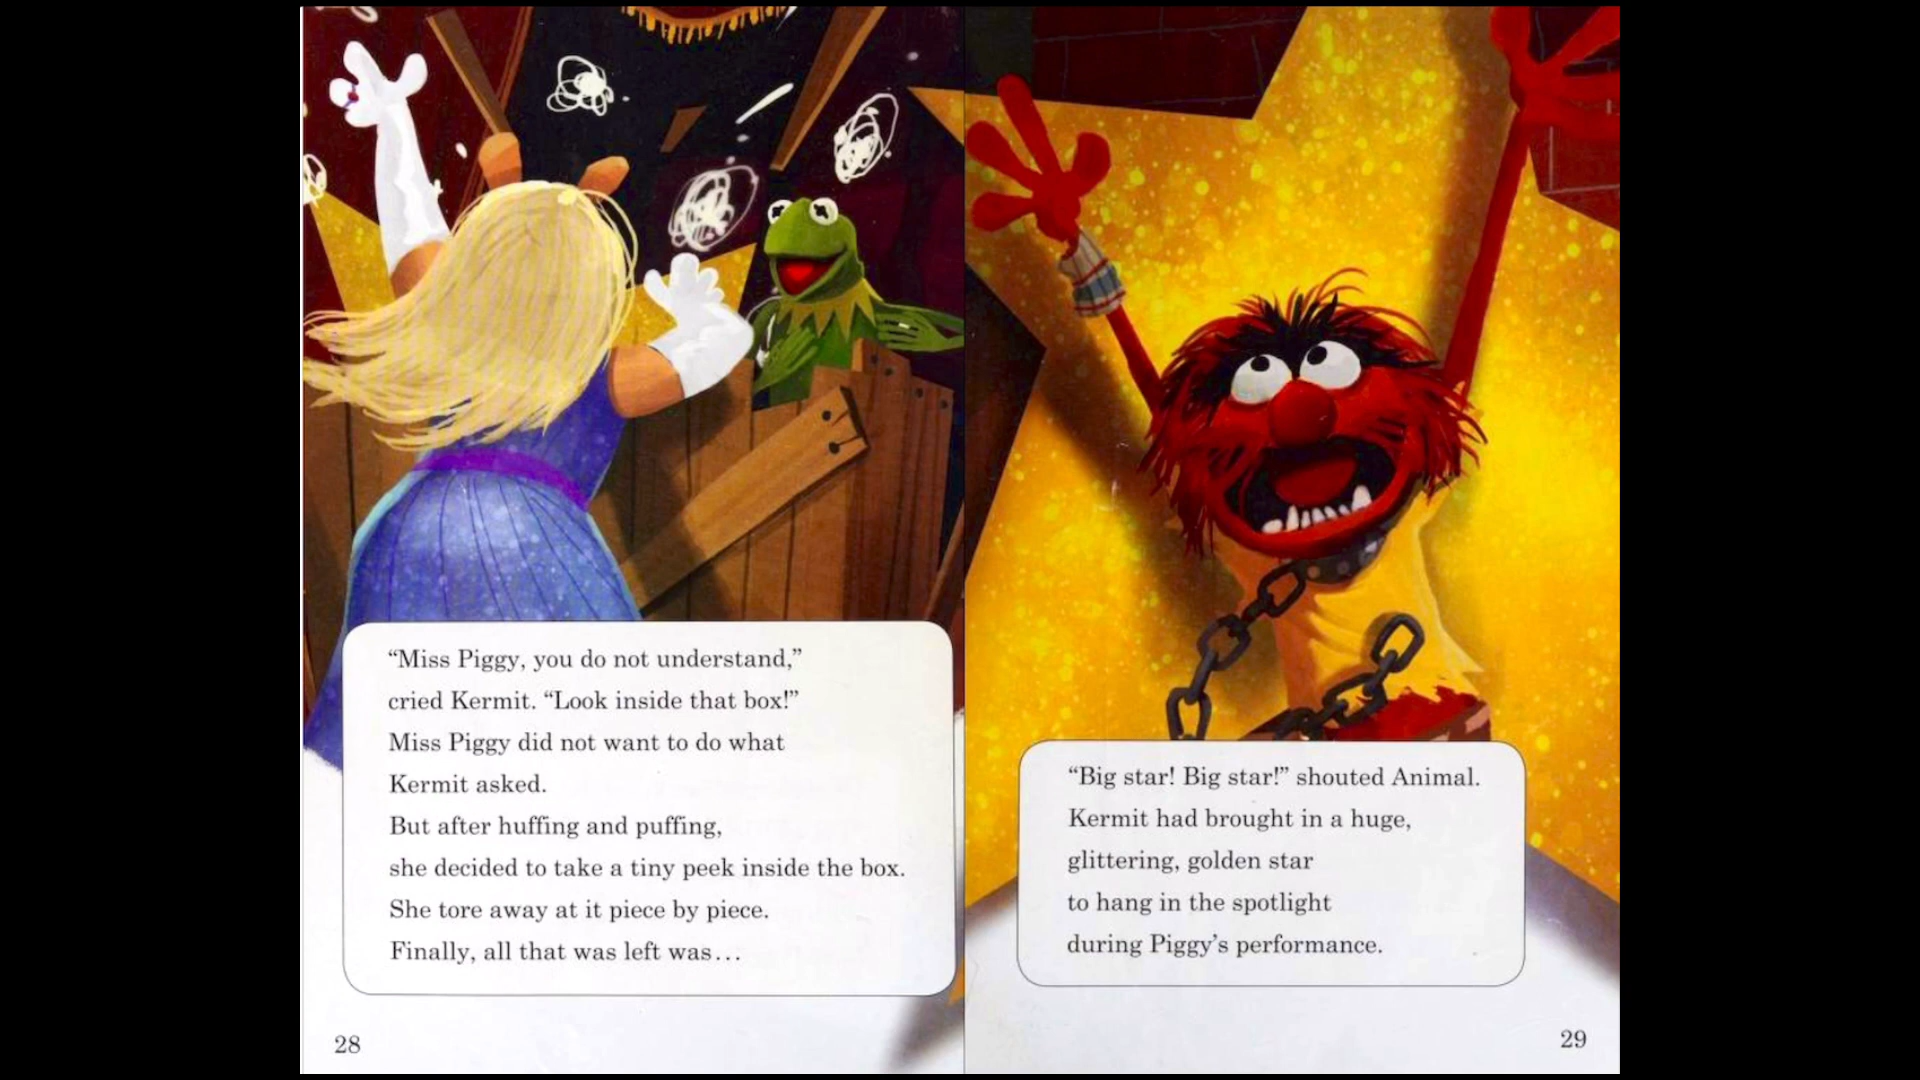 “Miss Piggy, you do not understand,”
cried Kermit. “Look inside that box!”
Miss Piggy did not want to do what
Kermit asked.
But after huffing and puffing,
she decided to take a tiny peek inside the box.
She tore away at it piece by piece.
Finally, all that was left was...
28
“Big star! Big star!” shouted Animal.
Kermit had brought in a huge,
glittering, golden star
to hang in the spotlight
during Piggy’s performance.
29